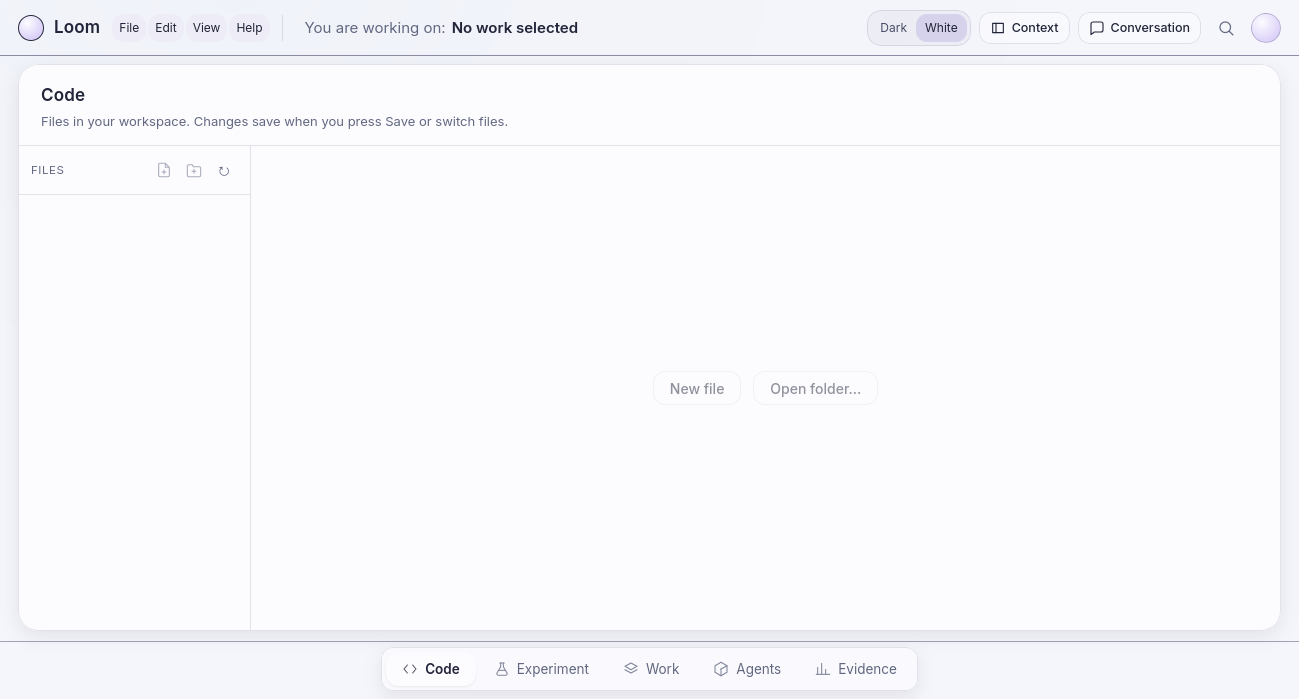 Loom File Edit View Help You are working on: No work selected Dark White Context Conversation
Code
Files in your workspace. Changes save when you press Save or switch files.
FILES
New file Open folder...
Code Experiment Work Agents Evidence